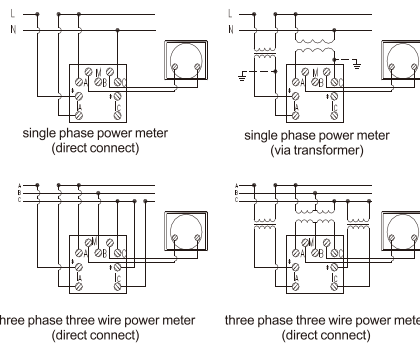 L
N
M
A B C
A
C
single phase power meter
(direct connect)
L
N
M
A B C
A
C
single phase power meter
(via transformer)
A
B
C
M
A B C
A
C
three phase three wire power meter
(direct connect)
A
B
C
M
A B C
A
C
three phase three wire power mete
(direct connect)